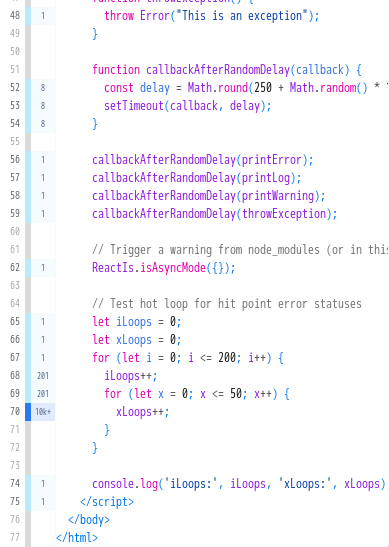 function throwException() {
48 1 throw Error("This is an exception");
49 }
50
51 function callbackAfterRandomDelay(callback) {
52 8 const delay = Math.round(250 + Math.random() *
53 8 setTimeout(callback, delay);
54 8 }
55
56 1 callbackAfterRandomDelay(printError);
57 1 callbackAfterRandomDelay(printLog);
58 1 callbackAfterRandomDelay(printWarning);
59 1 callbackAfterRandomDelay(throwException);
60
61 // Trigger a warning from node_modules (or in this
62 1 ReactIs.isAsyncMode({});
63
64 // Test hot loop for hit point error statuses
65 1 let iLoops = 0;
66 1 let xLoops = 0;
67 1 for (let i = 0; i <= 200; i++) {
68 201 iLoops++;
69 201 for (let x = 0; x <= 50; x++) {
70 10k+ xLoops++;
71 }
72 }
73
74 1 console.log('iLoops:', iLoops, 'xLoops:', xLoops)
75 1 </script>
76 </body>
77 </html>